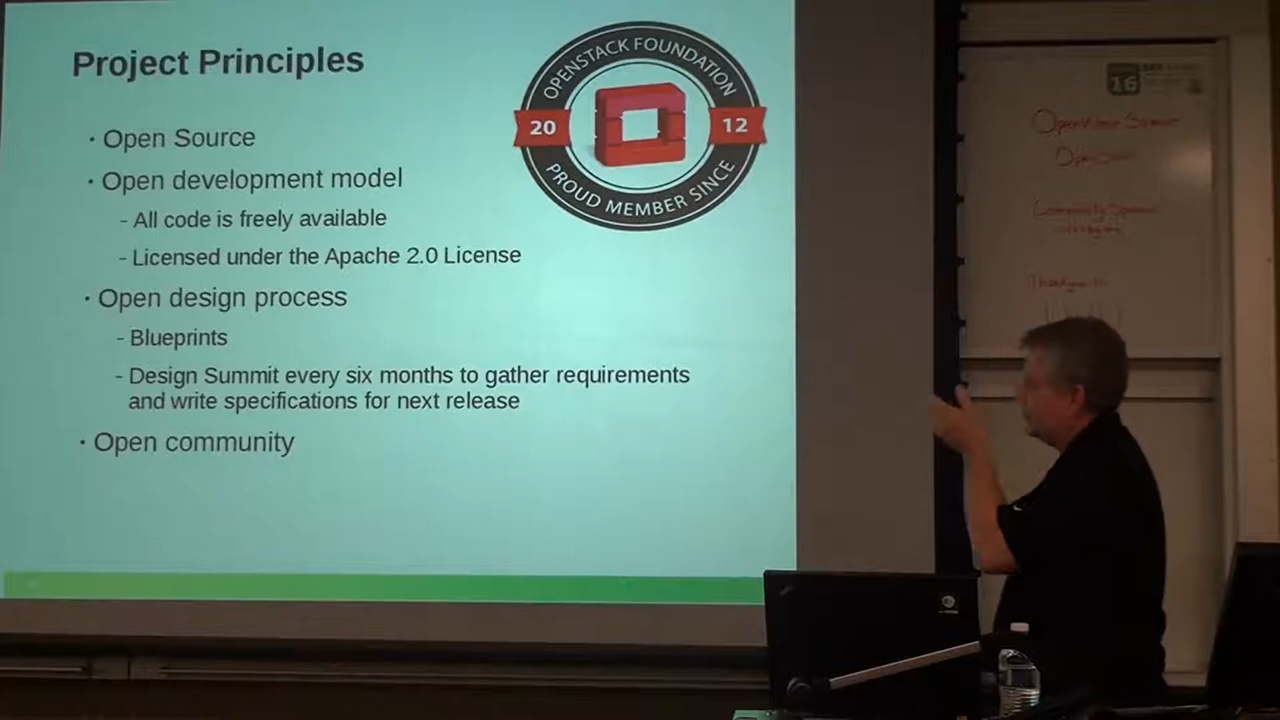 Project Principles
OPENSTACK FOUNDATION
20 12
PROUD MEMBER SINCE
· Open Source
· Open development model
- All code is freely available
- Licensed under the Apache 2.0 License
· Open design process
- Blueprints
- Design Summit every six months to gather requirements
and write specifications for next release
· Open community
16